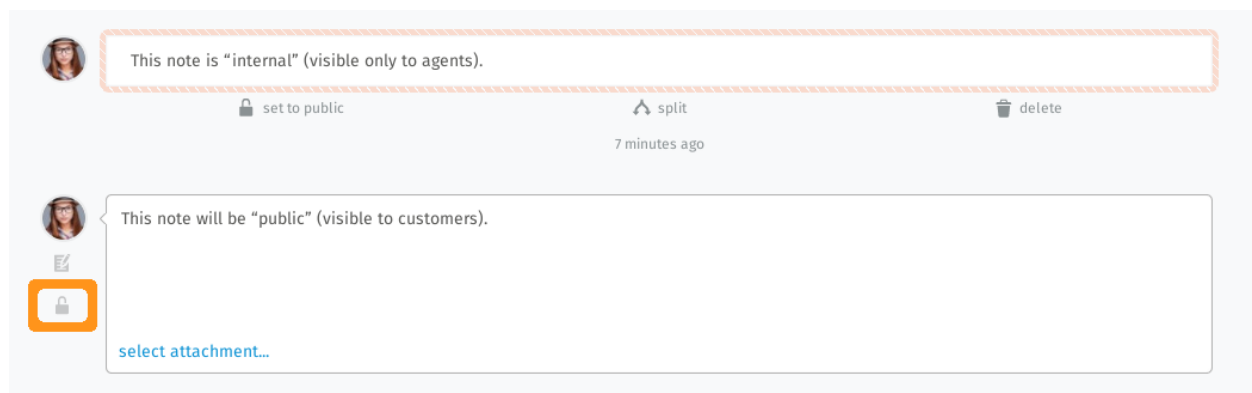 This note is “internal” (visible only to agents).
set to public
split
delete
7 minutes ago
This note will be “public” (visible to customers).
select attachment...